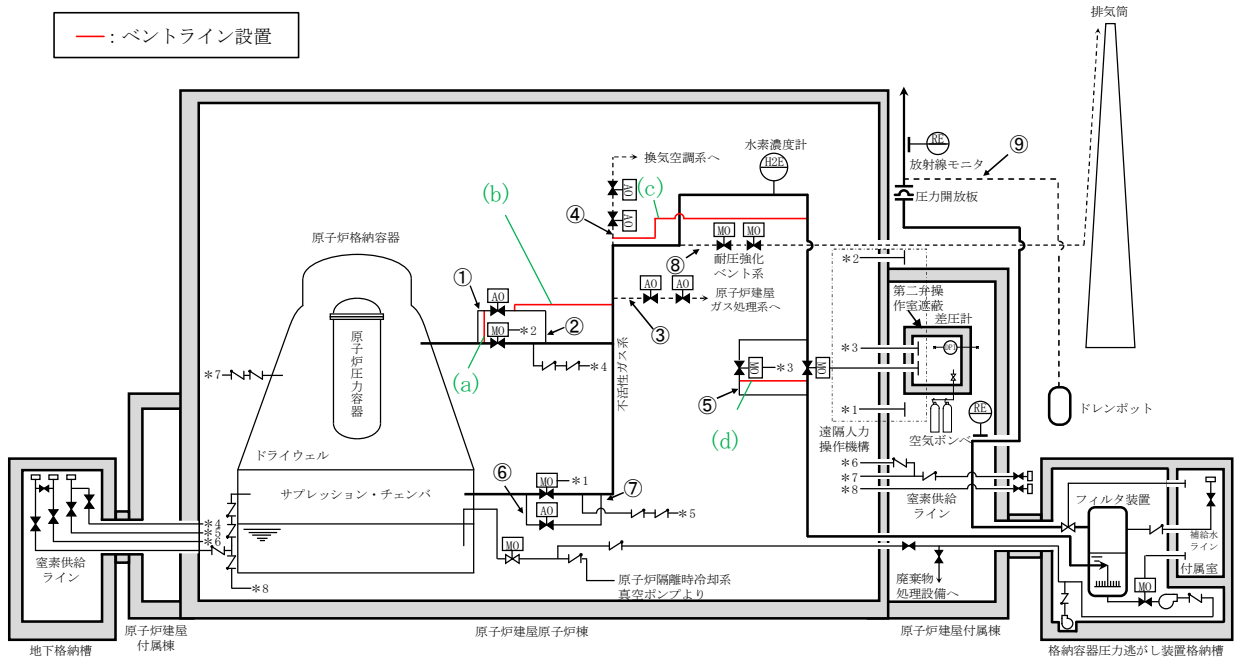 ――：ベントライン設置
排気筒
水素濃度計
H2E
RE
放射線モニタ
⑨
圧力開放板
換気空調系へ
AO
AO
(c)
(b)
④
原子炉格納容器
MO
MO
⑧
耐圧強化
ベント系
＊2
①
AO
AO
AO
原子炉建屋
ガス処理系へ
③
第二弁操
作室遮蔽
差圧計
DPI
MO
＊2
②
＊4
原子炉圧力容器
＊7
(a)
不活性ガス系
MO
＊3
MO
⑤
(d)
＊3
＊1
遠隔人力
操作機構
空気ボンベ
RE
ドレンポット
ドライウェル
サプレッション・チェンバ
⑥
MO
＊1
⑦
AO
＊5
＊6
＊7
＊8
窒素供給
ライン
フィルタ装置
補給水
ライン
付属室
MO
＊4
＊5
＊6
窒素供給
ライン
＊8
MO
原子炉隔離時冷却系
真空ポンプより
廃棄物
処理設備へ
原子炉建屋
付属棟
原子炉建屋原子炉棟
原子炉建屋付属棟
地下格納槽
格納容器圧力逃がし装置格納槽